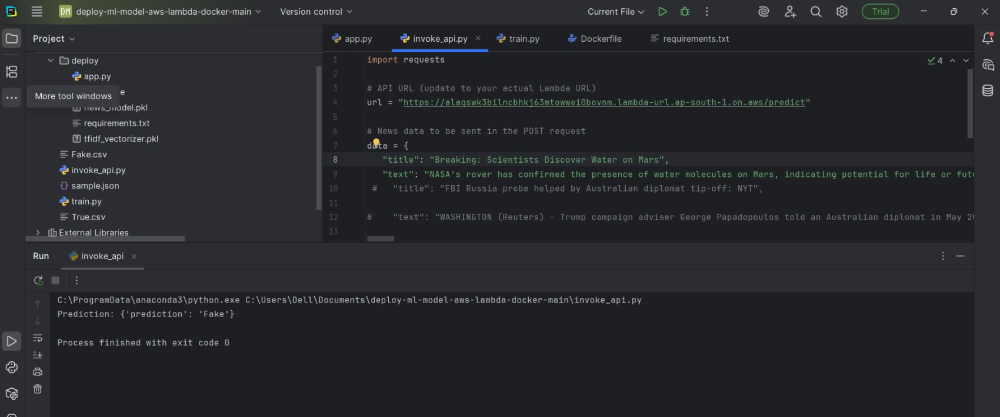 PC
DM deploy-ml-model-aws-lambda-docker-main
Version control
Current File
Trial
Project
app.py
invoke_api.py
train.py
Dockerfile
requirements.txt
deploy
app.py
More tool windows
e
news_model.pkl
requirements.txt
tfidf_vectorizer.pkl
Fake.csv
invoke_api.py
sample.json
train.py
True.csv
External Libraries
4
1 import requests
2
3 # API URL (update to your actual Lambda URL)
4 url = "https://alaqswk3bilncbhkj63mtowwei0bovnm.lambda-url.ap-south-1.on.aws/predict"
5
6 # News data to be sent in the POST request
7 data = {
8 "title": "Breaking: Scientists Discover Water on Mars",
9 "text": "NASA's rover has confirmed the presence of water molecules on Mars, indicating potential for life or futu
10 # "title": "FBI Russia probe helped by Australian diplomat tip-off: NYT",
11
12 # "text": "WASHINGTON (Reuters) - Trump campaign adviser George Papadopoulos told an Australian diplomat in May 20
13
Run
invoke_api
C:\ProgramData\anaconda3\python.exe C:\Users\Dell\Documents\deploy-ml-model-aws-lambda-docker-main\invoke_api.py
Prediction: {'prediction': 'Fake'}
Process finished with exit code 0